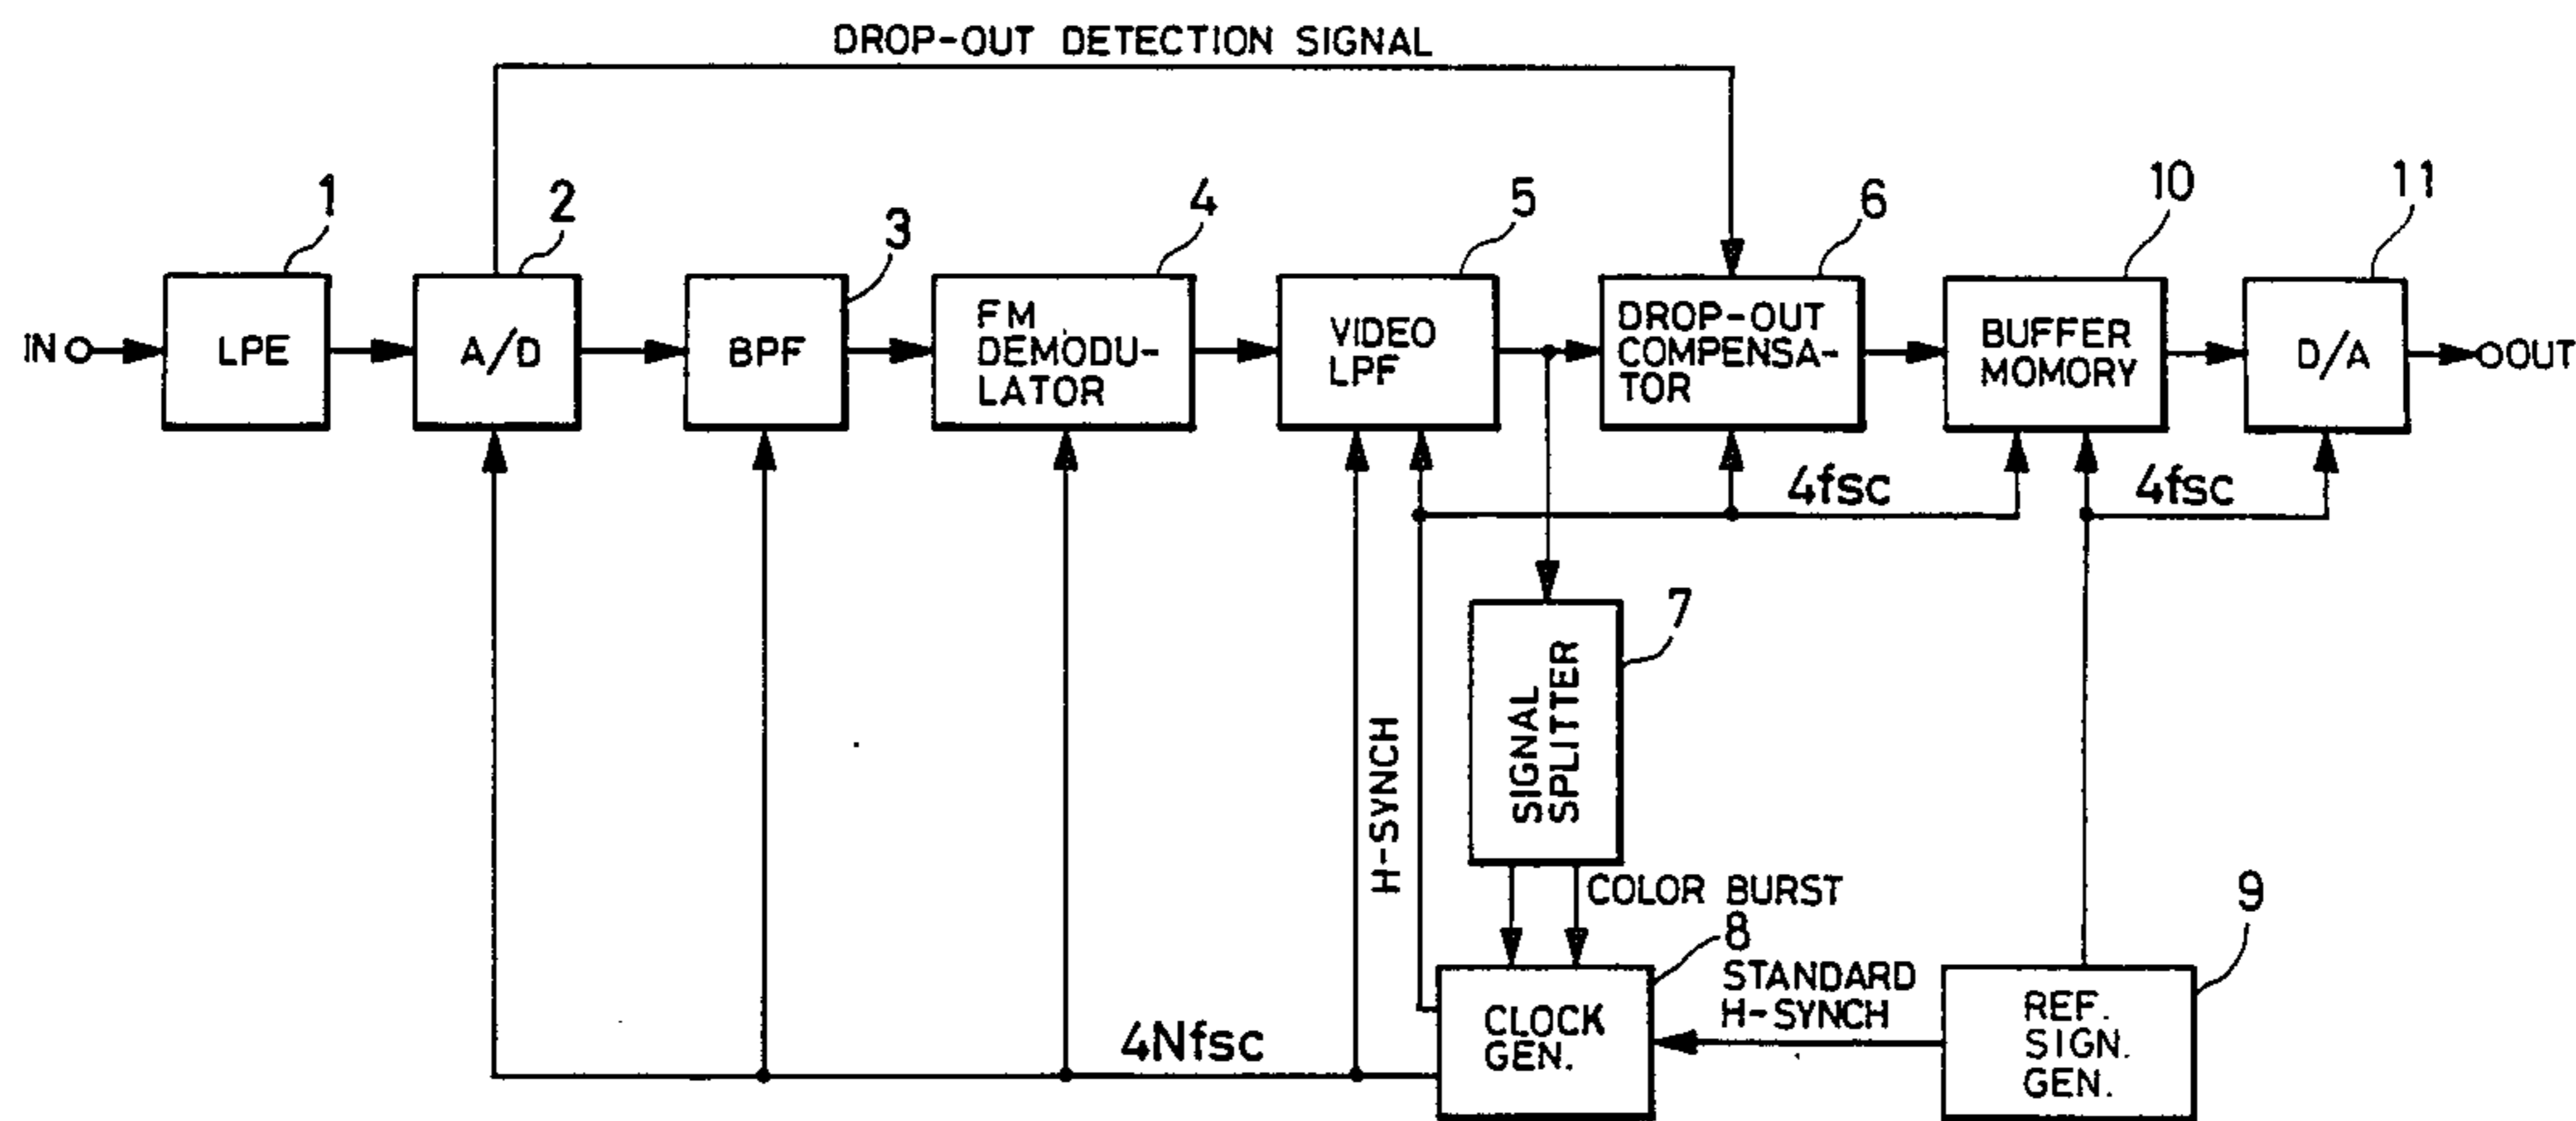 DROP-OUT DETECTION SIGNAL
1
2
3
4
5
6
10
11
IN
LPE
A/D
BPF
FM
DEMODU-
LATOR
VIDEO
LPF
DROP-OUT
COMPENSA-
TOR
BUFFER
MOMORY
D/A
OUT
4fsc
4fsc
7
SIGNAL
SPLITTER
H-SYNCH
COLOR BURST
8
STANDARD
H-SYNCH
9
4Nfsc
CLOCK
GEN.
REF.
SIGN.
GEN.